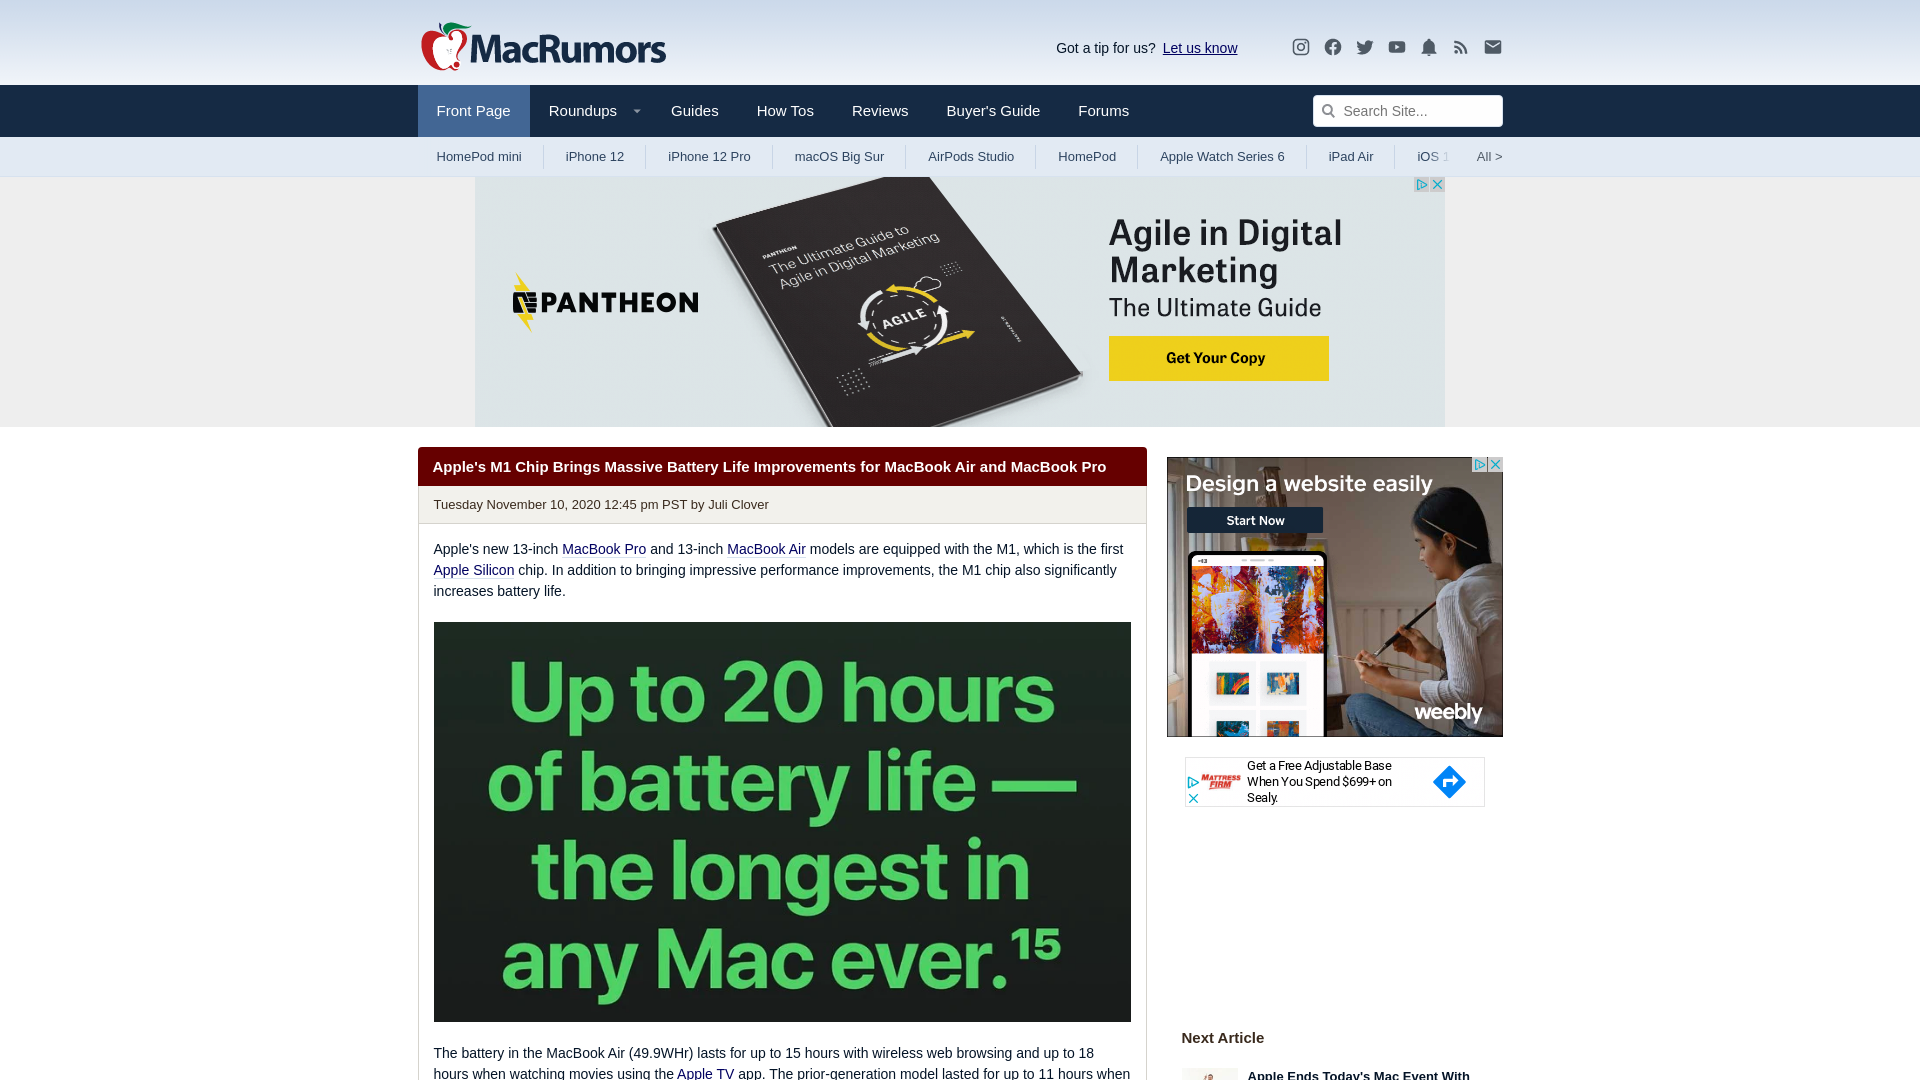 MacRumors
Got a tip for us? Let us know
Front Page
Roundups
Guides
How Tos
Reviews
Buyer's Guide
Forums
Search Site...
HomePod mini
iPhone 12
iPhone 12 Pro
macOS Big Sur
AirPods Studio
HomePod
Apple Watch Series 6
iPad Air
iOS 1
All >
PANTHEON
PANTHEON
The Ultimate Guide to
Agile in Digital Marketing
AGILE
Agile in Digital
Marketing
The Ultimate Guide
Get Your Copy
Apple's M1 Chip Brings Massive Battery Life Improvements for MacBook Air and MacBook Pro
Tuesday November 10, 2020 12:45 pm PST by Juli Clover
Apple's new 13-inch MacBook Pro and 13-inch MacBook Air models are equipped with the M1, which is the first
Apple Silicon chip. In addition to bringing impressive performance improvements, the M1 chip also significantly
increases battery life.
Up to 20 hours
of battery life —
the longest in
any Mac ever.¹⁵
The battery in the MacBook Air (49.9WHr) lasts for up to 15 hours with wireless web browsing and up to 18
hours when watching movies using the Apple TV app. The prior-generation model lasted for up to 11 hours when
Design a website easily
Start Now
weebly
MATTRESS
FIRM
Get a Free Adjustable Base
When You Spend $699+ on
Sealy.
Next Article
Apple Ends Today's Mac Event With